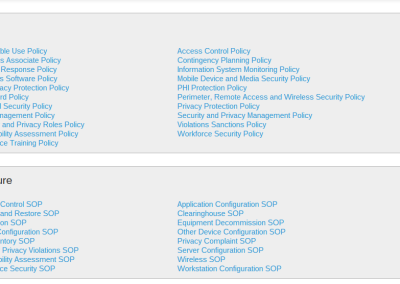 ble Use Policy
s Associate Policy
Response Policy
s Software Policy
acy Protection Policy
rd Policy
l Security Policy
nagement Policy
and Privacy Roles Policy
bility Assessment Policy
ce Training Policy
Access Control Policy
Contingency Planning Policy
Information System Monitoring Policy
Mobile Device and Media Security Policy
PHI Protection Policy
Perimeter, Remote Access and Wireless Security Policy
Privacy Protection Policy
Security and Privacy Management Policy
Violations Sanctions Policy
Workforce Security Policy
ure
Control SOP
and Restore SOP
on SOP
Configuration SOP
ntory SOP
Privacy Violations SOP
bility Assessment SOP
ce Security SOP
Application Configuration SOP
Clearinghouse SOP
Equipment Decommission SOP
Other Device Configuration SOP
Privacy Complaint SOP
Server Configuration SOP
Wireless SOP
Workstation Configuration SOP